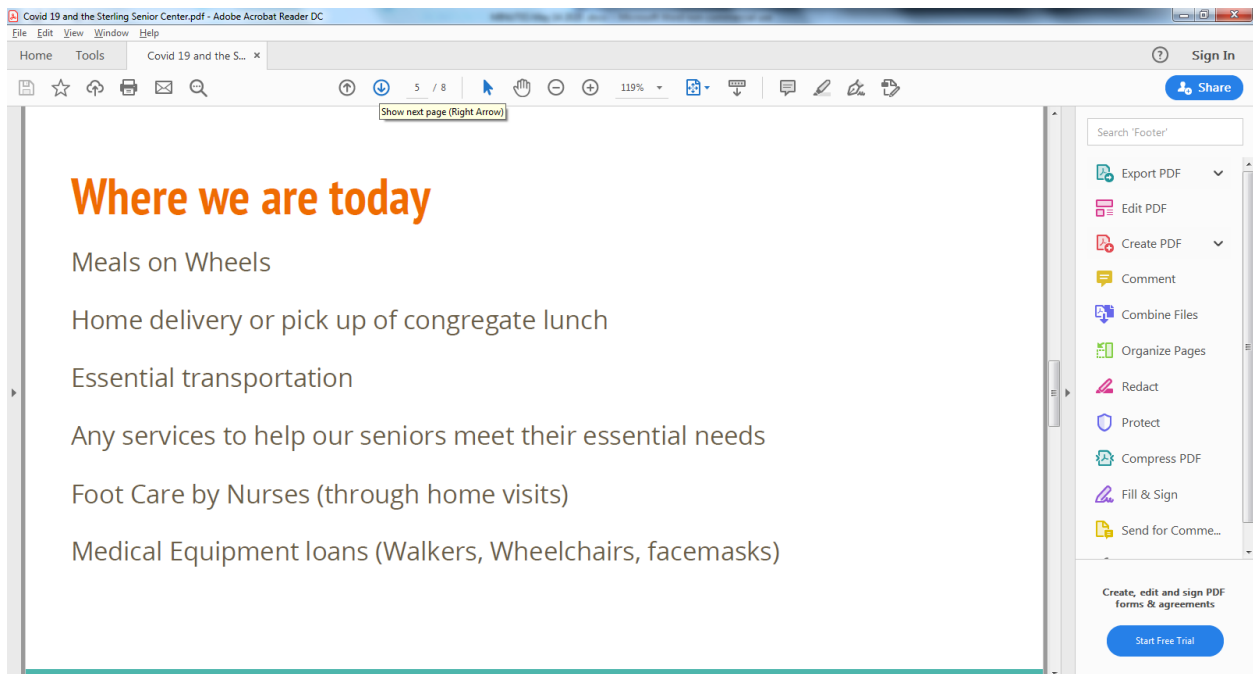 Covid 19 and the Sterling Senior Center.pdf - Adobe Acrobat Reader DC
File Edit View Window Help
Home Tools Covid 19 and the S... × Sign In
5 / 8 119% Share
Show next page (Right Arrow)
Where we are today
Meals on Wheels
Home delivery or pick up of congregate lunch
Essential transportation
Any services to help our seniors meet their essential needs
Foot Care by Nurses (through home visits)
Medical Equipment loans (Walkers, Wheelchairs, facemasks)
Search 'Footer'
Export PDF
Edit PDF
Create PDF
Comment
Combine Files
Organize Pages
Redact
Protect
Compress PDF
Fill & Sign
Send for Comme...
Create, edit and sign PDF
forms & agreements
Start Free Trial